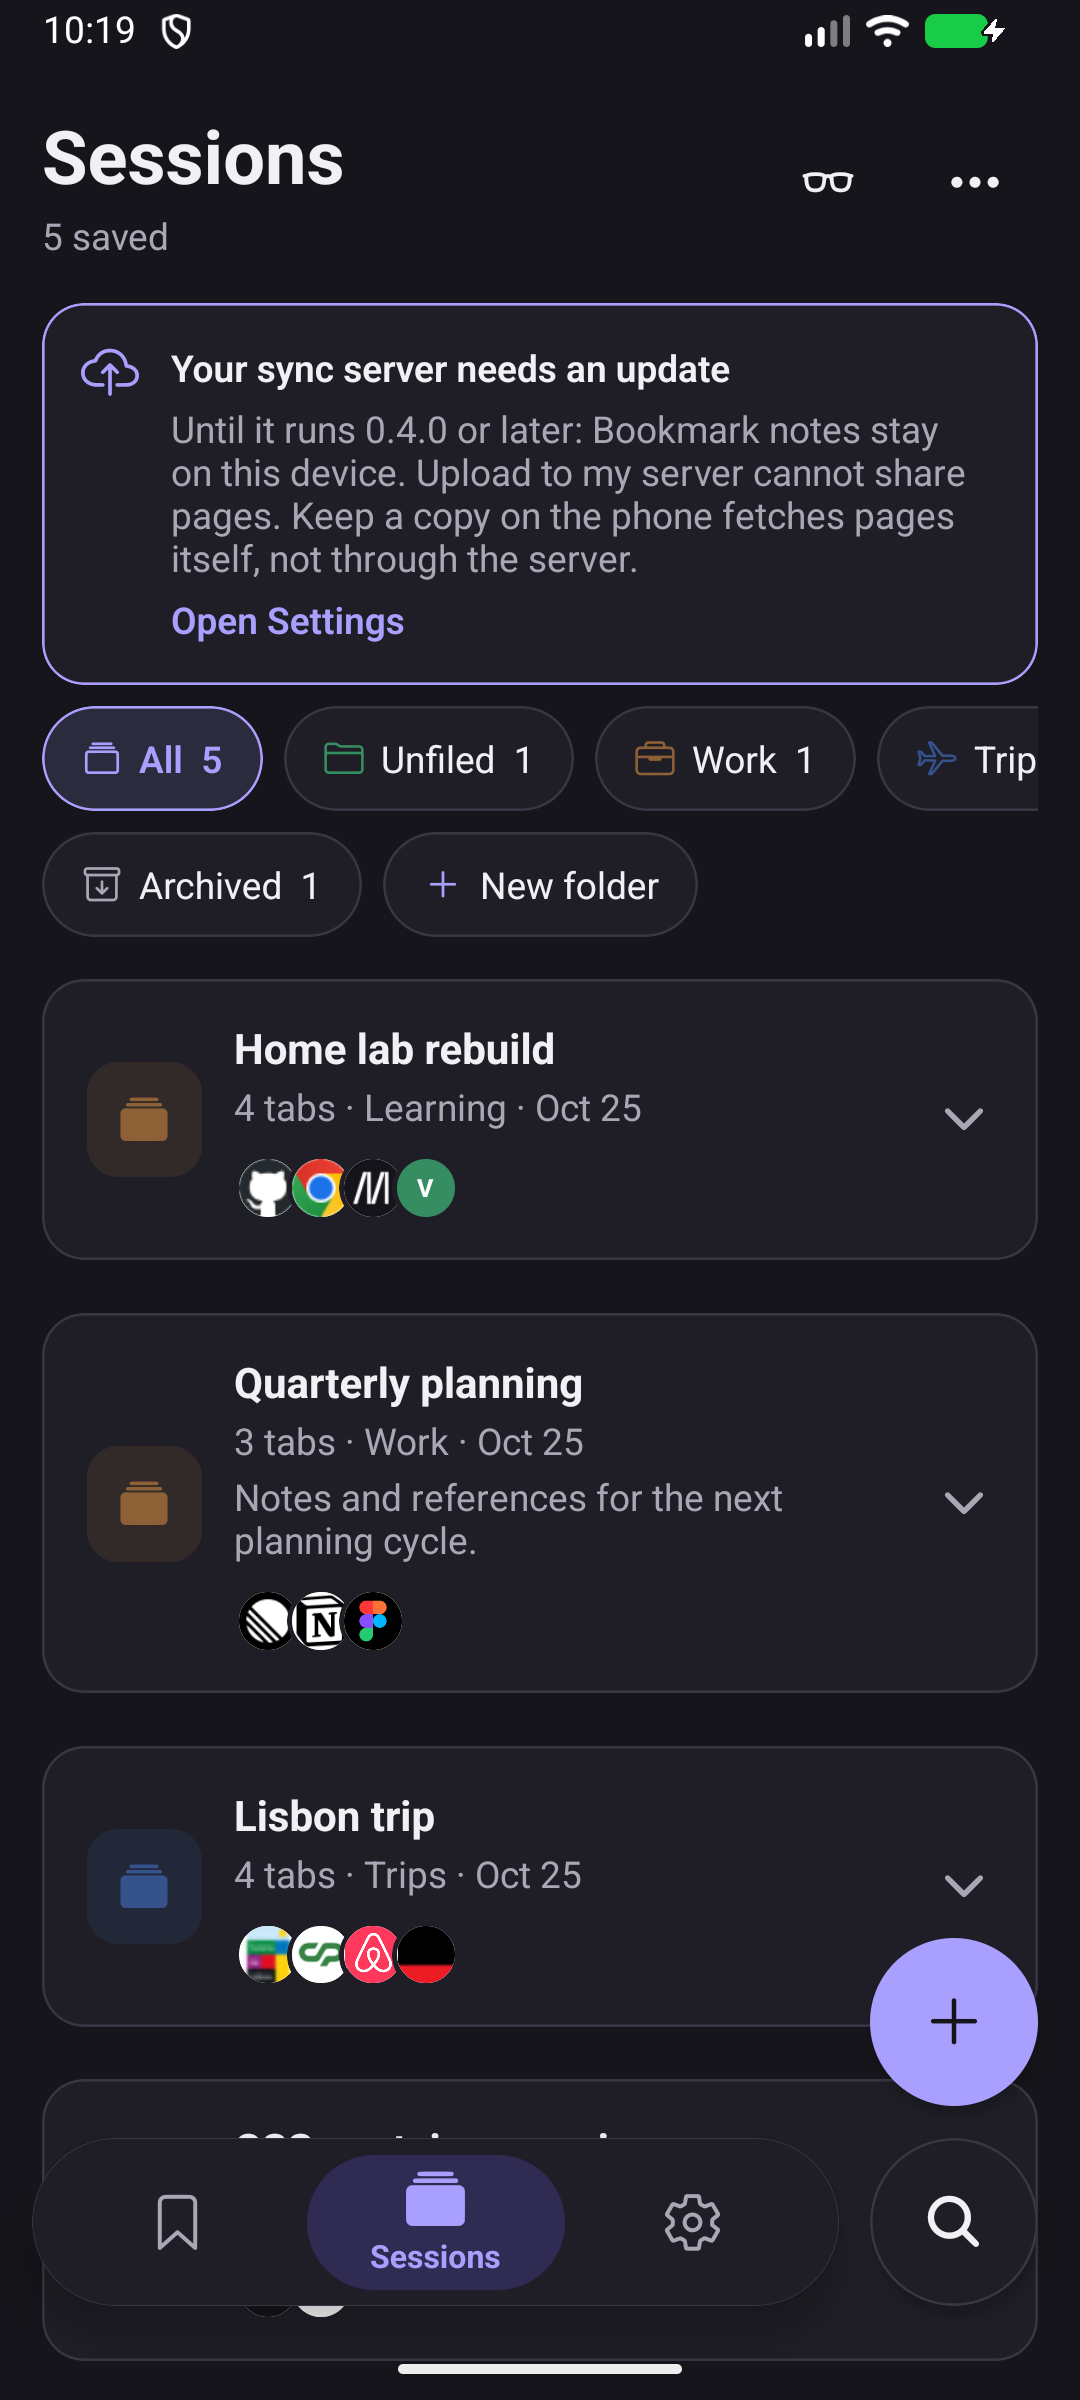 10:19
Sessions
5 saved
Your sync server needs an update
Until it runs 0.4.0 or later: Bookmark notes stay
on this device. Upload to my server cannot share
pages. Keep a copy on the phone fetches pages
itself, not through the server.
Open Settings
All 5
Unfiled 1
Work 1
Trip
Archived 1
New folder
Home lab rebuild
4 tabs · Learning · Oct 25
V
Quarterly planning
3 tabs · Work · Oct 25
Notes and references for the next
planning cycle.
N
Lisbon trip
4 tabs · Trips · Oct 25
Sessions